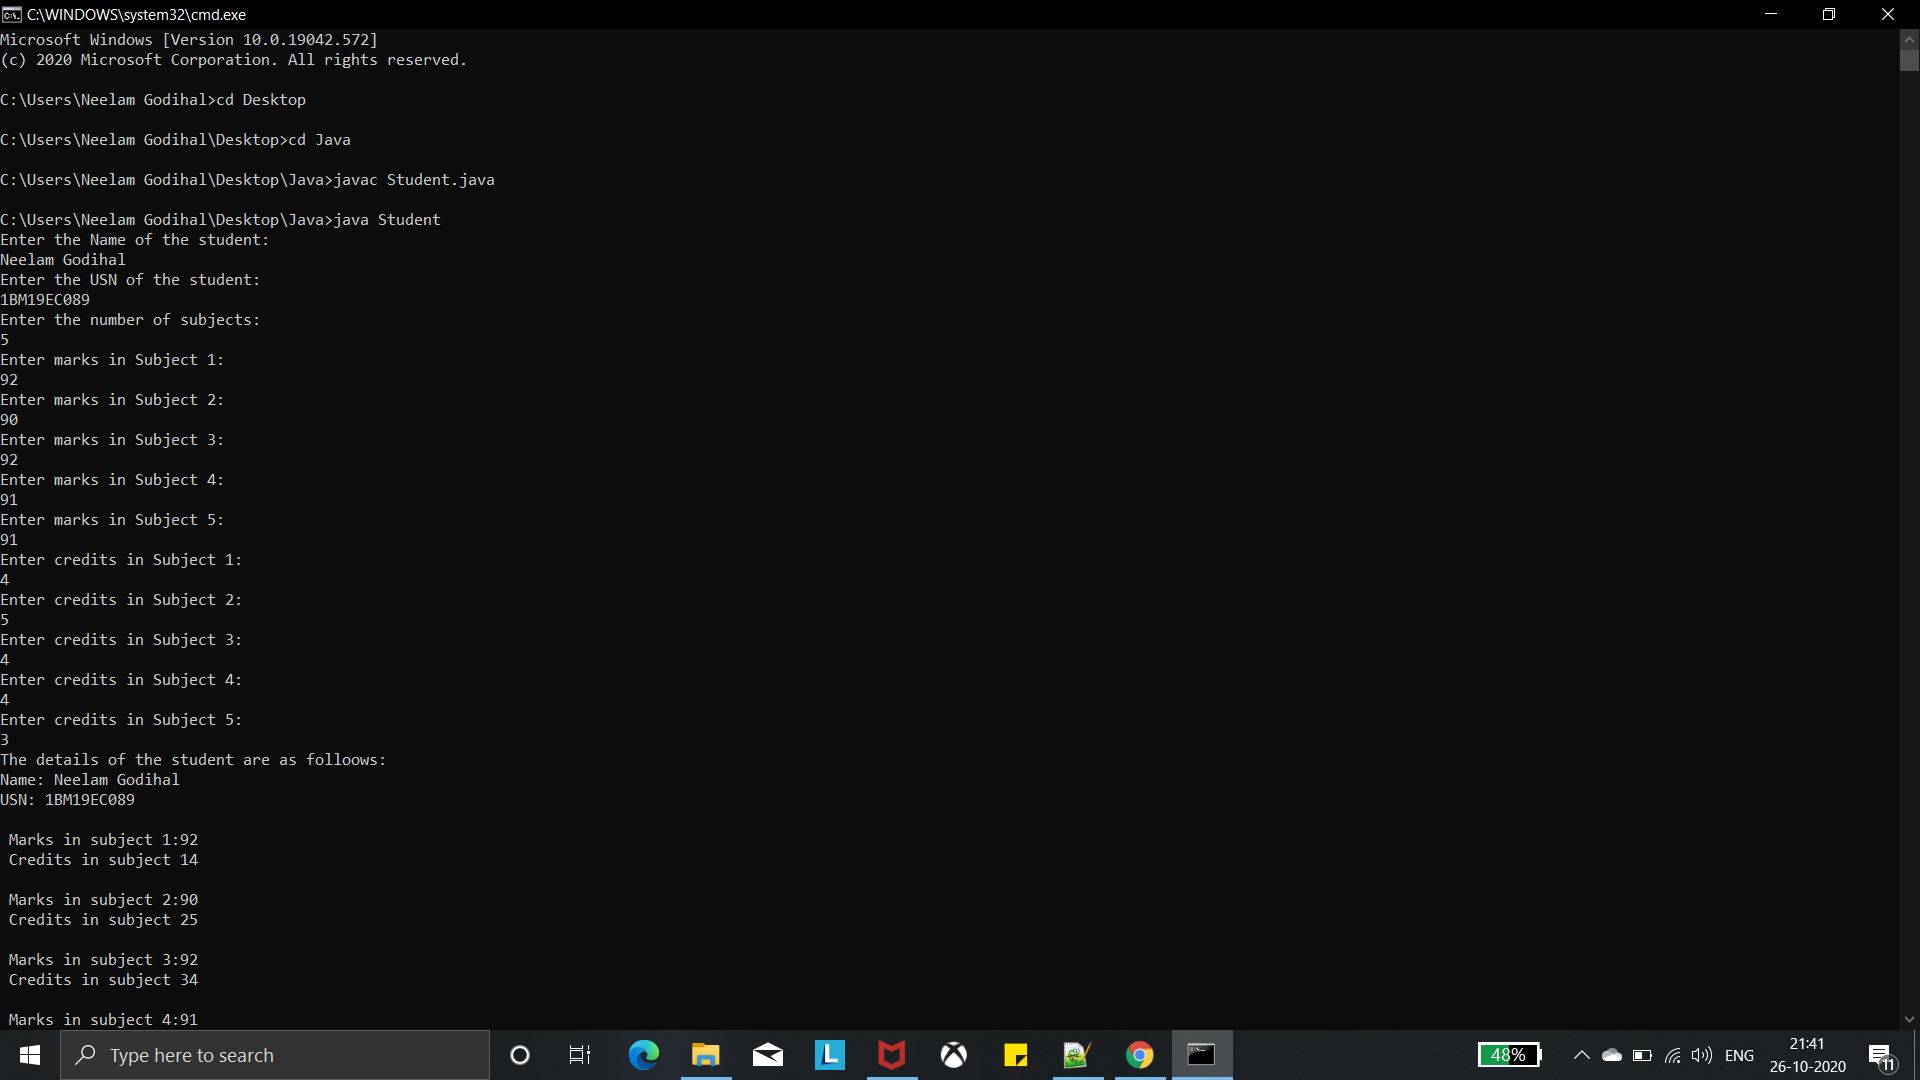 C:\WINDOWS\system32\cmd.exe
Microsoft Windows [Version 10.0.19042.572]
(c) 2020 Microsoft Corporation. All rights reserved.
C:\Users\Neelam Godihal>cd Desktop
C:\Users\Neelam Godihal\Desktop>cd Java
C:\Users\Neelam Godihal\Desktop\Java>javac Student.java
C:\Users\Neelam Godihal\Desktop\Java>java Student
Enter the Name of the student:
Neelam Godihal
Enter the USN of the student:
1BM19EC089
Enter the number of subjects:
5
Enter marks in Subject 1:
92
Enter marks in Subject 2:
90
Enter marks in Subject 3:
92
Enter marks in Subject 4:
91
Enter marks in Subject 5:
91
Enter credits in Subject 1:
4
Enter credits in Subject 2:
5
Enter credits in Subject 3:
4
Enter credits in Subject 4:
4
Enter credits in Subject 5:
3
The details of the student are as folloows:
Name: Neelam Godihal
USN: 1BM19EC089
Marks in subject 1:92
Credits in subject 14
Marks in subject 2:90
Credits in subject 25
Marks in subject 3:92
Credits in subject 34
Marks in subject 4:91
Type here to search
L
48%
ENG
21:41
26-10-2020
11